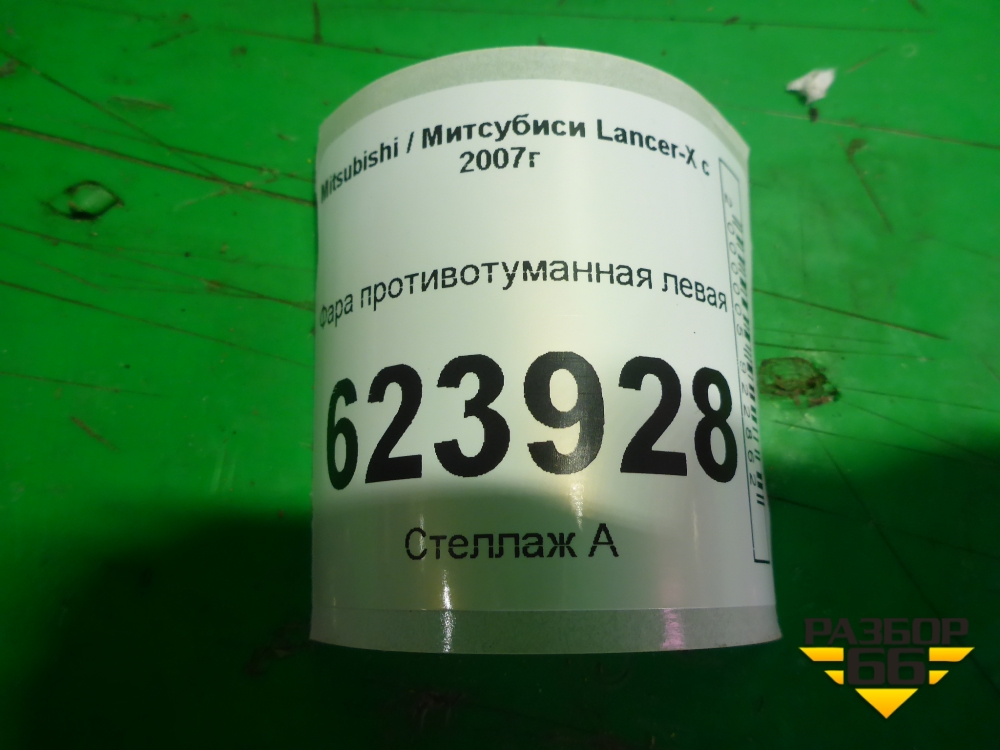 Mitsubishi / Митсубиси Lancer-X с
2007г
Фара противотуманная левая
623928
Стеллаж А
РАЗБОР
66